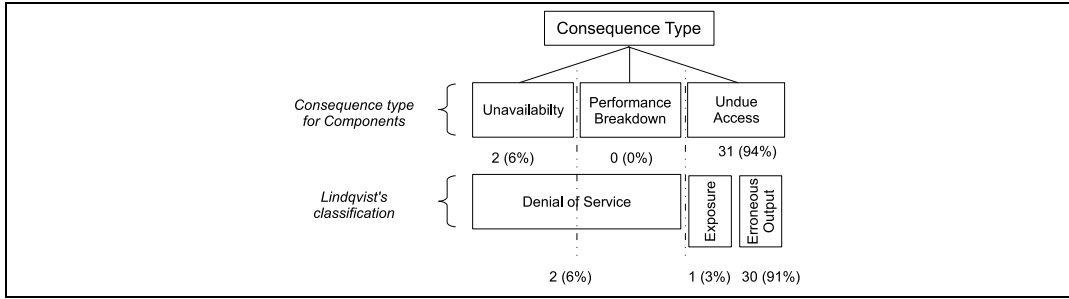 Consequence Type
Consequence type
for Components
Unavailabilty
Performance
Breakdown
Undue
Access
2 (6%)
0 (0%)
31 (94%)
Lindqvist's
classification
Denial of Service
Exposure
Erroneous
Output
2 (6%)
1 (3%)
30 (91%)